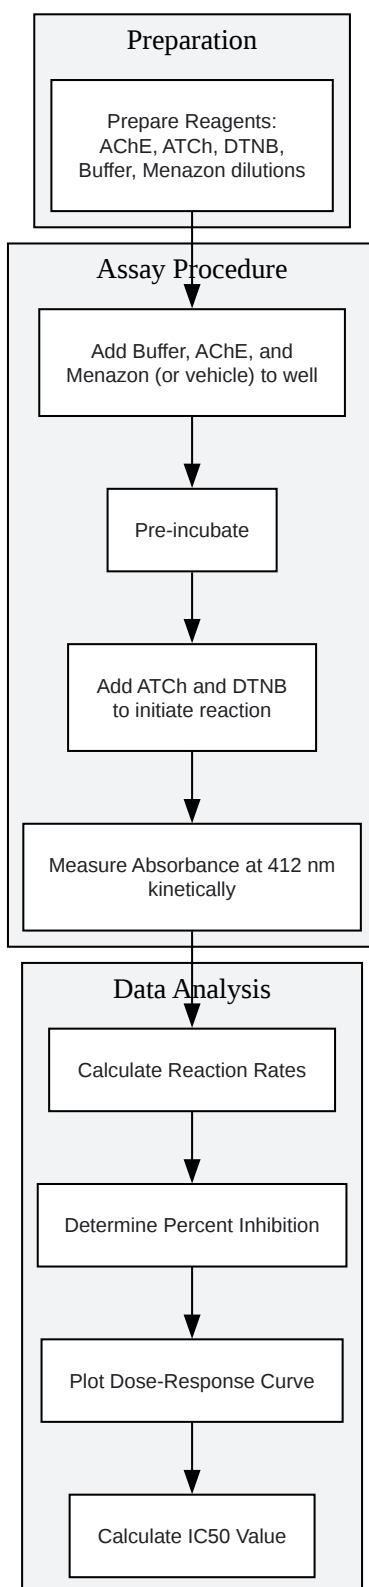 Preparation
Prepare Reagents:
AChE, ATCh, DTNB,
Buffer, Menazon dilutions
Assay Procedure
Add Buffer, AChE, and
Menazon (or vehicle) to well
Pre-incubate
Add ATCh and DTNB
to initiate reaction
Measure Absorbance at 412 nm
kinetically
Data Analysis
Calculate Reaction Rates
Determine Percent Inhibition
Plot Dose-Response Curve
Calculate IC50 Value